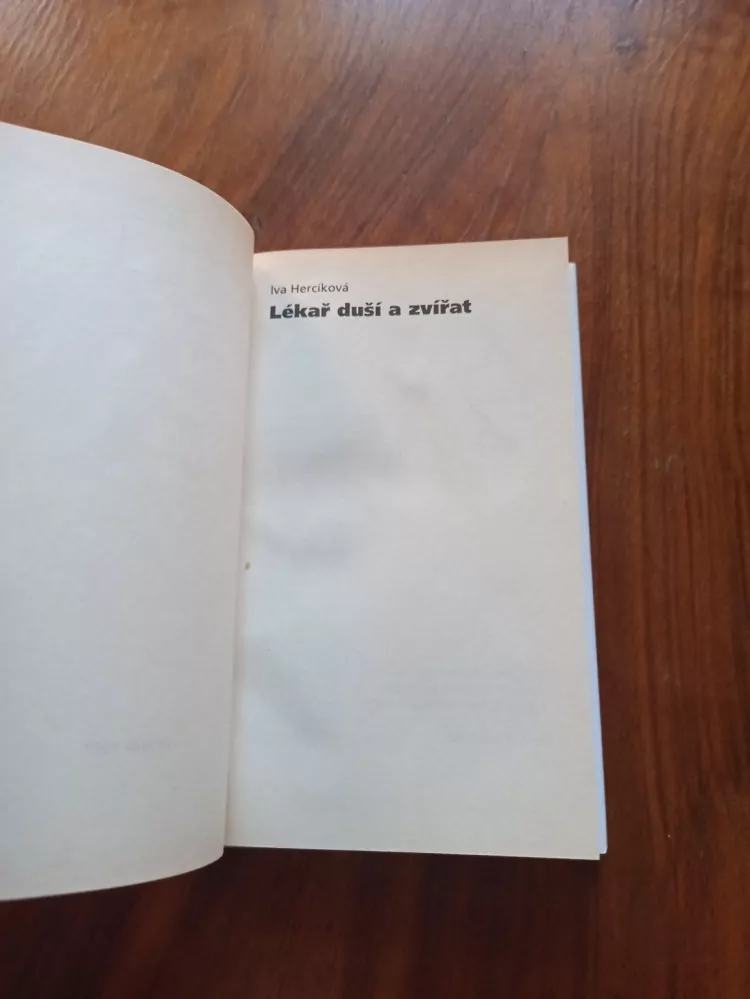 Iva Hercíková
Lékař duší a zvířat